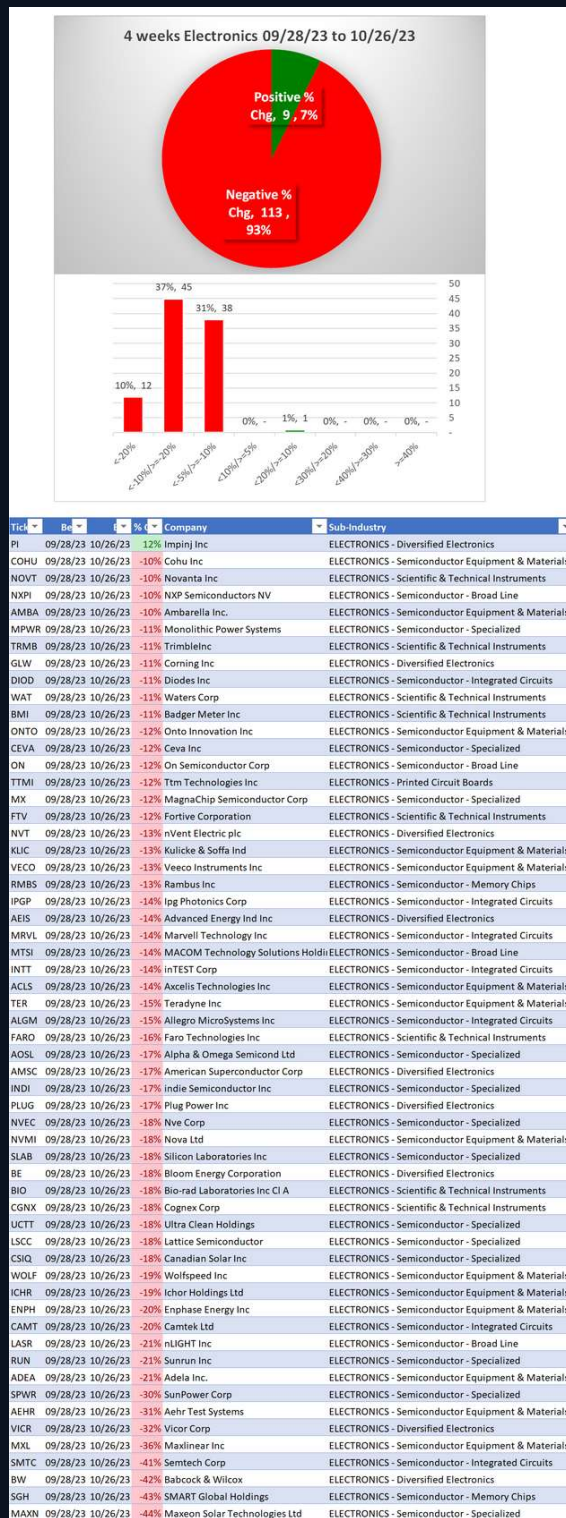 4 weeks Electronics 09/28/23 to 10/26/23
Positive %
Chg, 9 , 7%
Negative %
Chg, 113 ,
93%
50
45
40
35
30
25
20
15
10
5
-
10%, 12
37%, 45
31%, 38
0%, -
1%, 1
0%, -
0%, -
0%, -
<-20%
<-10%/>=-20%
<-5%/>=-10%
<10%/>=5%
<20%/>=10%
<30%/>=20%
<40%/>=30%
>=40%
Tick Be E % C Company Sub-Industry
PI 09/28/23 10/26/23 12% Impinj Inc ELECTRONICS - Diversified Electronics
COHU 09/28/23 10/26/23 -10% Cohu Inc ELECTRONICS - Semiconductor Equipment & Materials
NOVT 09/28/23 10/26/23 -10% Novanta Inc ELECTRONICS - Scientific & Technical Instruments
NXPI 09/28/23 10/26/23 -10% NXP Semiconductors NV ELECTRONICS - Semiconductor - Broad Line
AMBA 09/28/23 10/26/23 -10% Ambarella Inc. ELECTRONICS - Semiconductor Equipment & Materials
MPWR 09/28/23 10/26/23 -11% Monolithic Power Systems ELECTRONICS - Semiconductor - Specialized
TRMB 09/28/23 10/26/23 -11% TrimbleInc ELECTRONICS - Scientific & Technical Instruments
GLW 09/28/23 10/26/23 -11% Corning Inc ELECTRONICS - Diversified Electronics
DIOD 09/28/23 10/26/23 -11% Diodes Inc ELECTRONICS - Semiconductor - Integrated Circuits
WAT 09/28/23 10/26/23 -11% Waters Corp ELECTRONICS - Scientific & Technical Instruments
BMI 09/28/23 10/26/23 -11% Badger Meter Inc ELECTRONICS - Scientific & Technical Instruments
ONTO 09/28/23 10/26/23 -12% Onto Innovation Inc ELECTRONICS - Semiconductor Equipment & Materials
CEVA 09/28/23 10/26/23 -12% Ceva Inc ELECTRONICS - Semiconductor - Specialized
ON 09/28/23 10/26/23 -12% On Semiconductor Corp ELECTRONICS - Semiconductor - Broad Line
TTMI 09/28/23 10/26/23 -12% Ttm Technologies Inc ELECTRONICS - Printed Circuit Boards
MX 09/28/23 10/26/23 -12% MagnaChip Semiconductor Corp ELECTRONICS - Semiconductor - Specialized
FTV 09/28/23 10/26/23 -12% Fortive Corporation ELECTRONICS - Scientific & Technical Instruments
NVT 09/28/23 10/26/23 -13% nVent Electric plc ELECTRONICS - Diversified Electronics
KLIC 09/28/23 10/26/23 -13% Kulicke & Soffa Ind ELECTRONICS - Semiconductor Equipment & Materials
VECO 09/28/23 10/26/23 -13% Veeco Instruments Inc ELECTRONICS - Semiconductor Equipment & Materials
RMBS 09/28/23 10/26/23 -13% Rambus Inc ELECTRONICS - Semiconductor - Memory Chips
IPGP 09/28/23 10/26/23 -14% Ipg Photonics Corp ELECTRONICS - Semiconductor - Integrated Circuits
AEIS 09/28/23 10/26/23 -14% Advanced Energy Ind Inc ELECTRONICS - Diversified Electronics
MRVL 09/28/23 10/26/23 -14% Marvell Technology Inc ELECTRONICS - Semiconductor - Integrated Circuits
MTSI 09/28/23 10/26/23 -14% MACOM Technology Solutions Holdi ELECTRONICS - Semiconductor - Broad Line
INTT 09/28/23 10/26/23 -14% inTEST Corp ELECTRONICS - Semiconductor - Integrated Circuits
ACLS 09/28/23 10/26/23 -14% Axcelis Technologies Inc ELECTRONICS - Semiconductor Equipment & Materials
TER 09/28/23 10/26/23 -15% Teradyne Inc ELECTRONICS - Semiconductor Equipment & Materials
ALGM 09/28/23 10/26/23 -15% Allegro MicroSystems Inc ELECTRONICS - Semiconductor - Integrated Circuits
FARO 09/28/23 10/26/23 -16% Faro Technologies Inc ELECTRONICS - Scientific & Technical Instruments
AOSL 09/28/23 10/26/23 -17% Alpha & Omega Semicond Ltd ELECTRONICS - Semiconductor - Specialized
AMSC 09/28/23 10/26/23 -17% American Superconductor Corp ELECTRONICS - Diversified Electronics
INDI 09/28/23 10/26/23 -17% indie Semiconductor Inc ELECTRONICS - Semiconductor - Specialized
PLUG 09/28/23 10/26/23 -17% Plug Power Inc ELECTRONICS - Diversified Electronics
NVEC 09/28/23 10/26/23 -18% Nve Corp ELECTRONICS - Semiconductor - Specialized
NVMI 09/28/23 10/26/23 -18% Nova Ltd ELECTRONICS - Semiconductor Equipment & Materials
SLAB 09/28/23 10/26/23 -18% Silicon Laboratories Inc ELECTRONICS - Semiconductor - Specialized
BE 09/28/23 10/26/23 -18% Bloom Energy Corporation ELECTRONICS - Diversified Electronics
BIO 09/28/23 10/26/23 -18% Bio-rad Laboratories Inc Cl A ELECTRONICS - Scientific & Technical Instruments
CGNX 09/28/23 10/26/23 -18% Cognex Corp ELECTRONICS - Scientific & Technical Instruments
UCTT 09/28/23 10/26/23 -18% Ultra Clean Holdings ELECTRONICS - Semiconductor - Specialized
LSCC 09/28/23 10/26/23 -18% Lattice Semiconductor ELECTRONICS - Semiconductor - Specialized
CSIQ 09/28/23 10/26/23 -18% Canadian Solar Inc ELECTRONICS - Semiconductor - Specialized
WOLF 09/28/23 10/26/23 -19% Wolfspeed Inc ELECTRONICS - Semiconductor Equipment & Materials
ICHR 09/28/23 10/26/23 -19% Ichor Holdings Ltd ELECTRONICS - Semiconductor Equipment & Materials
ENPH 09/28/23 10/26/23 -20% Enphase Energy Inc ELECTRONICS - Semiconductor Equipment & Materials
CAMT 09/28/23 10/26/23 -20% Camtek Ltd ELECTRONICS - Semiconductor - Integrated Circuits
LASR 09/28/23 10/26/23 -21% nLIGHT Inc ELECTRONICS - Semiconductor - Broad Line
RUN 09/28/23 10/26/23 -21% Sunrun Inc ELECTRONICS - Semiconductor - Specialized
ADEA 09/28/23 10/26/23 -21% Adela Inc. ELECTRONICS - Semiconductor Equipment & Materials
SPWR 09/28/23 10/26/23 -30% SunPower Corp ELECTRONICS - Semiconductor - Specialized
AEHR 09/28/23 10/26/23 -31% Aehr Test Systems ELECTRONICS - Semiconductor Equipment & Materials
VICR 09/28/23 10/26/23 -32% Vicor Corp ELECTRONICS - Diversified Electronics
MXL 09/28/23 10/26/23 -36% Maxlinear Inc ELECTRONICS - Semiconductor Equipment & Materials
SMTC 09/28/23 10/26/23 -41% Semtech Corp ELECTRONICS - Semiconductor - Integrated Circuits
BW 09/28/23 10/26/23 -42% Babcock & Wilcox ELECTRONICS - Diversified Electronics
SGH 09/28/23 10/26/23 -43% SMART Global Holdings ELECTRONICS - Semiconductor - Memory Chips
MAXN 09/28/23 10/26/23 -44% Maxeon Solar Technologies Ltd ELECTRONICS - Semiconductor - Specialized